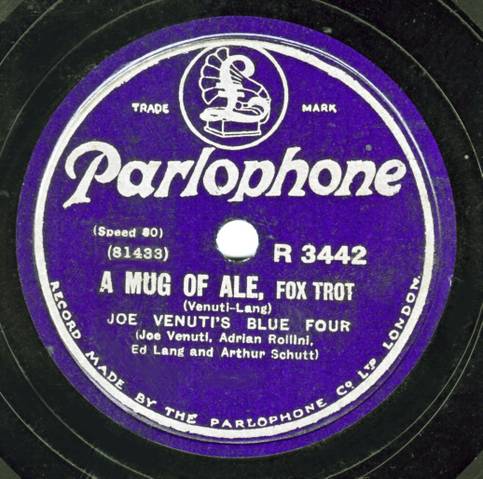 TRADE MARK
Parlophone
(Speed 80)
(81433)
R 3442
A MUG OF ALE, FOX TROT
(Venuti-Lang)
JOE VENUTI'S BLUE FOUR
(Joe Venuti, Adrian Rollini,
Ed Lang and Arthur Schutt)
RECORD MADE BY THE PARLOPHONE CO LTD LONDON.